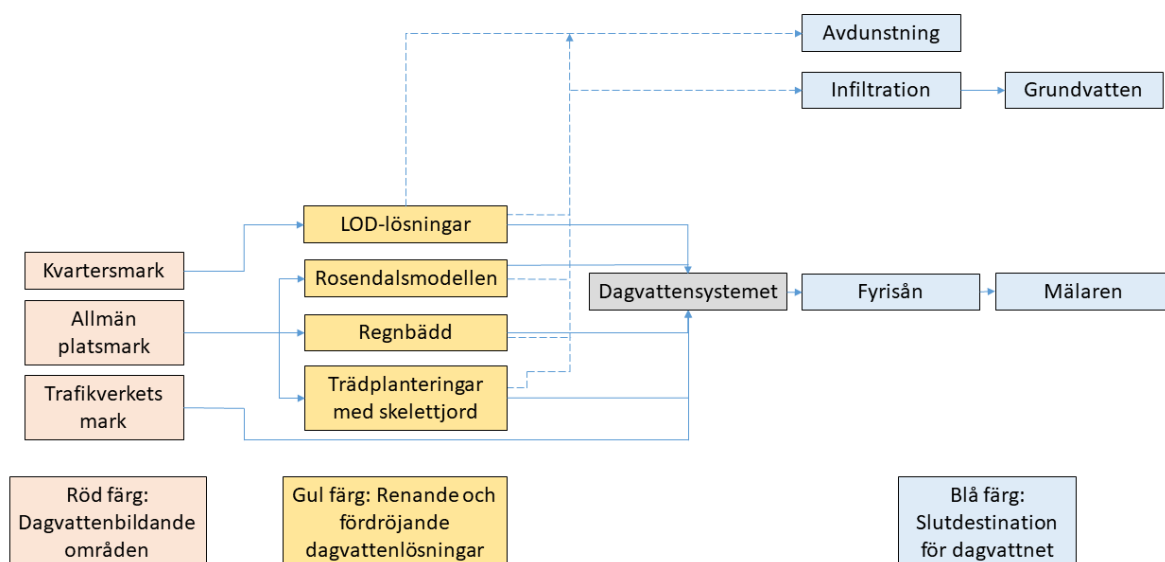 Avdunstning
Infiltration
Grundvatten
LOD-lösningar
Kvartersmark
Rosendalsmodellen
Dagvattensystemet
Fyrisån
Mälaren
Allmän
platsmark
Regnbädd
Trafikverkets
mark
Trädplanteringar
med skelettjord
Röd färg:
Dagvattenbildande
områden
Gul färg: Renande och
fördröjande
dagvattenlösningar
Blå färg:
Slutdestination
för dagvattnet